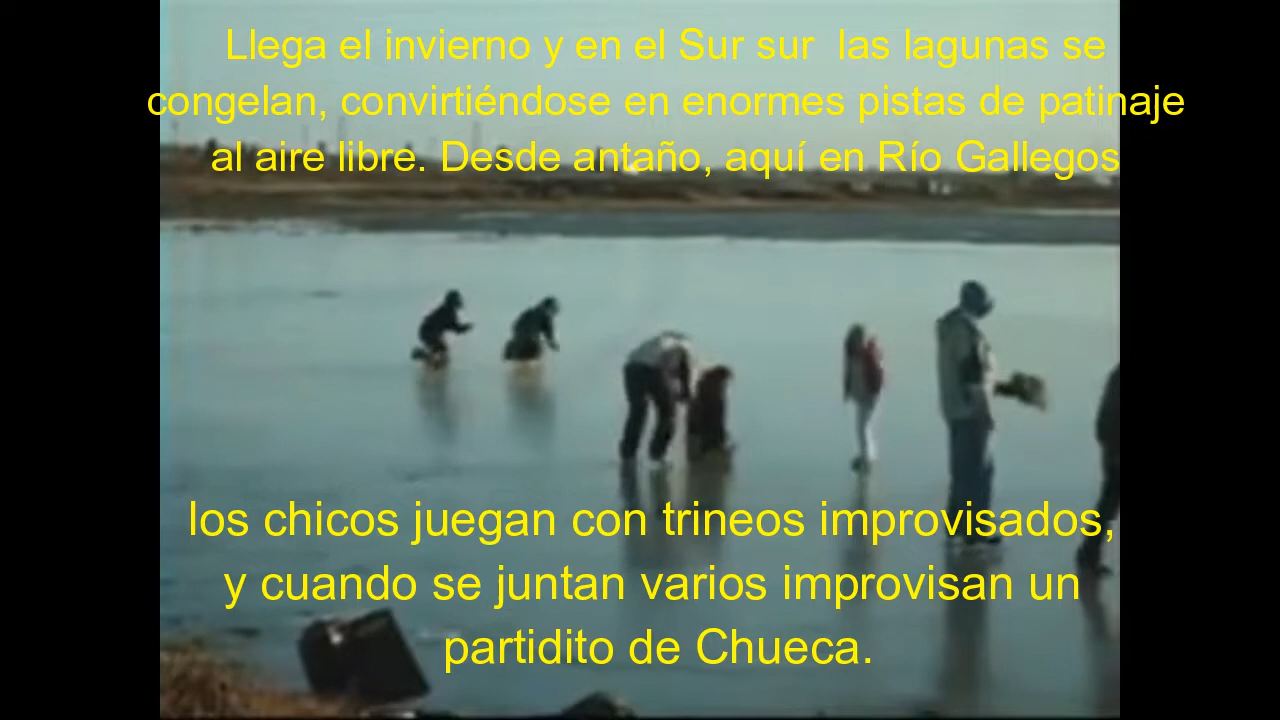 Llega el invierno y en el Sur sur  las lagunas se
congelan, convirtiéndose en enormes pistas de patinaje
al aire libre. Desde antaño, aquí en Río Gallegos
los chicos juegan con trineos improvisados,
y cuando se juntan varios improvisan un
partidito de Chueca.